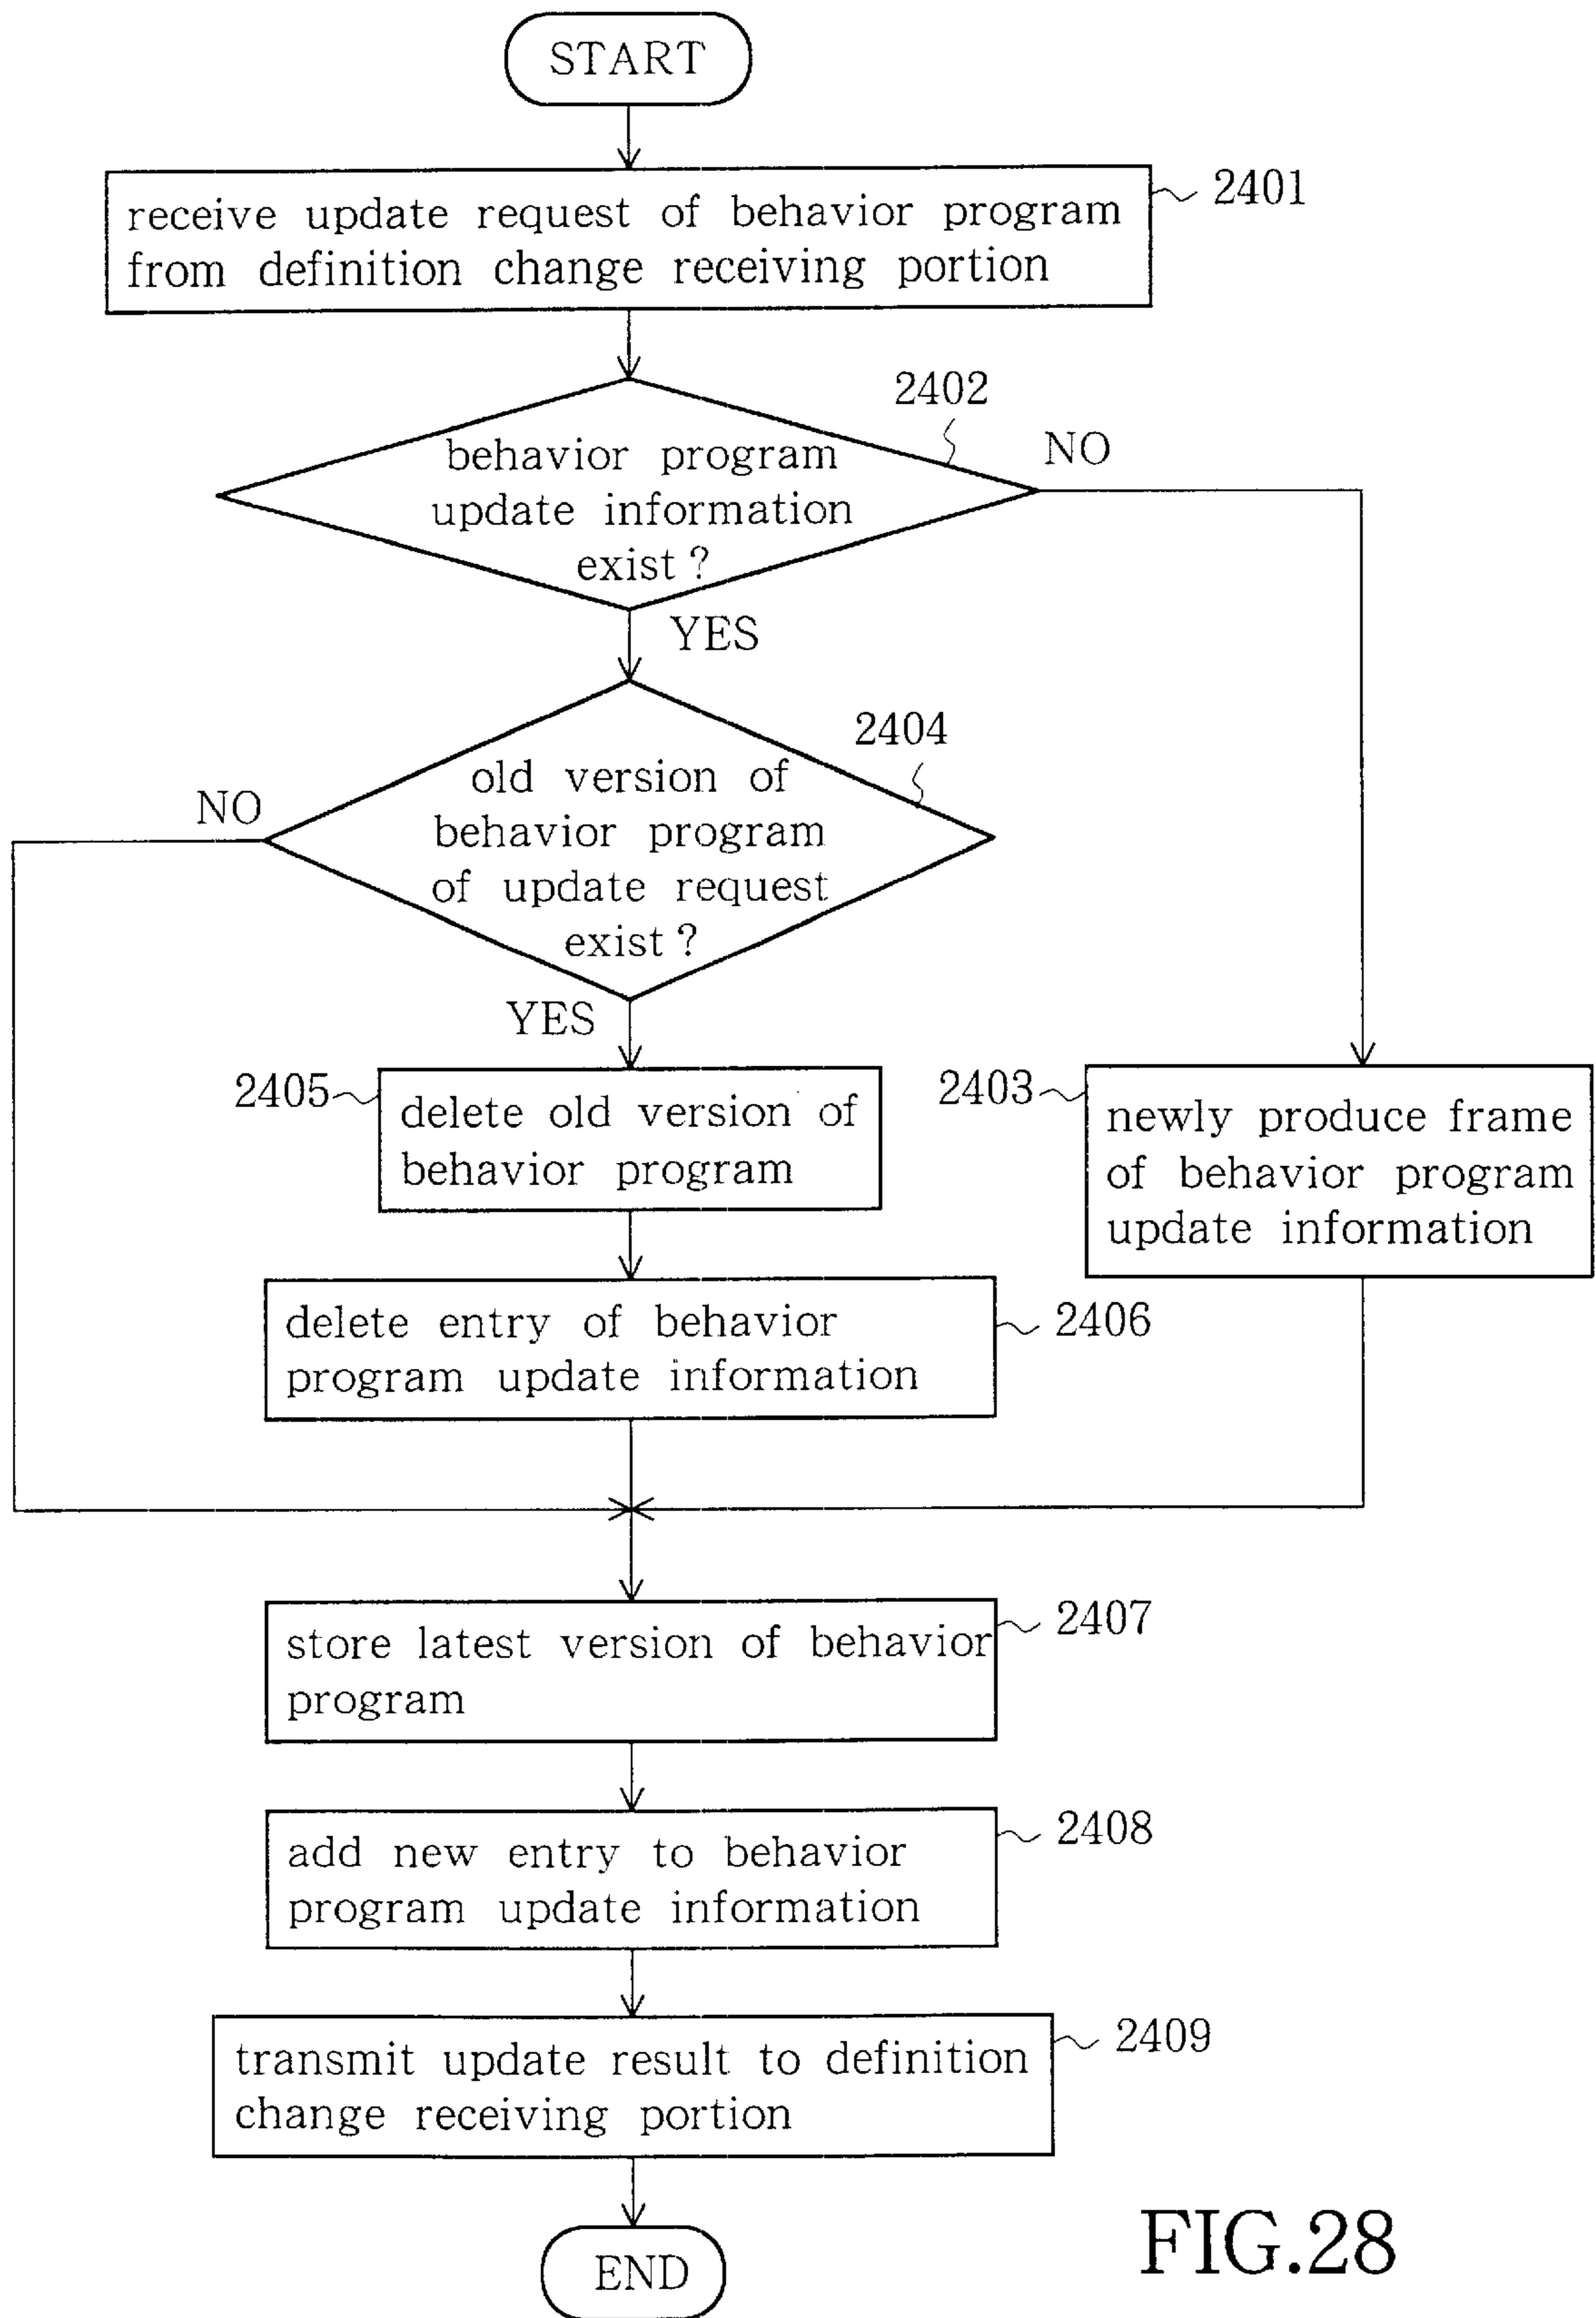 START
receive update request of behavior program
from definition change receiving portion
2401
2402
behavior program
update information
exist?
NO
YES
2404
old version of
behavior program
of update request
exist?
NO
YES
2405
delete old version of
behavior program
2403
newly produce frame
of behavior program
update information
delete entry of behavior
program update information
2406
store latest version of behavior
program
2407
add new entry to behavior
program update information
2408
transmit update result to definition
change receiving portion
2409
END
FIG.28